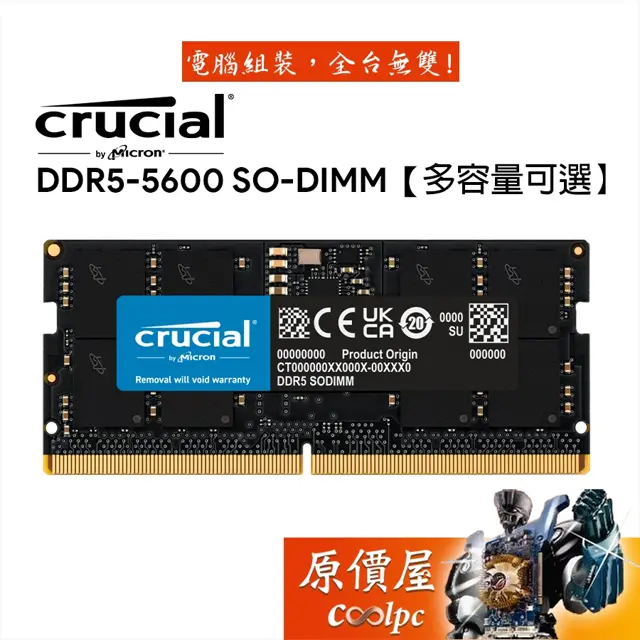 電腦組裝，全台無雙!
crucial®
by Micron®
DDR5-5600 SO-DIMM【多容量可選】
crucial
by Micron
Removal will void warranty
CE UK CA 20
0000
SU
00000000 Product Origin 000000
CT000000XX000X-00XXX0
DDR5 SODIMM
原價屋
coolpc